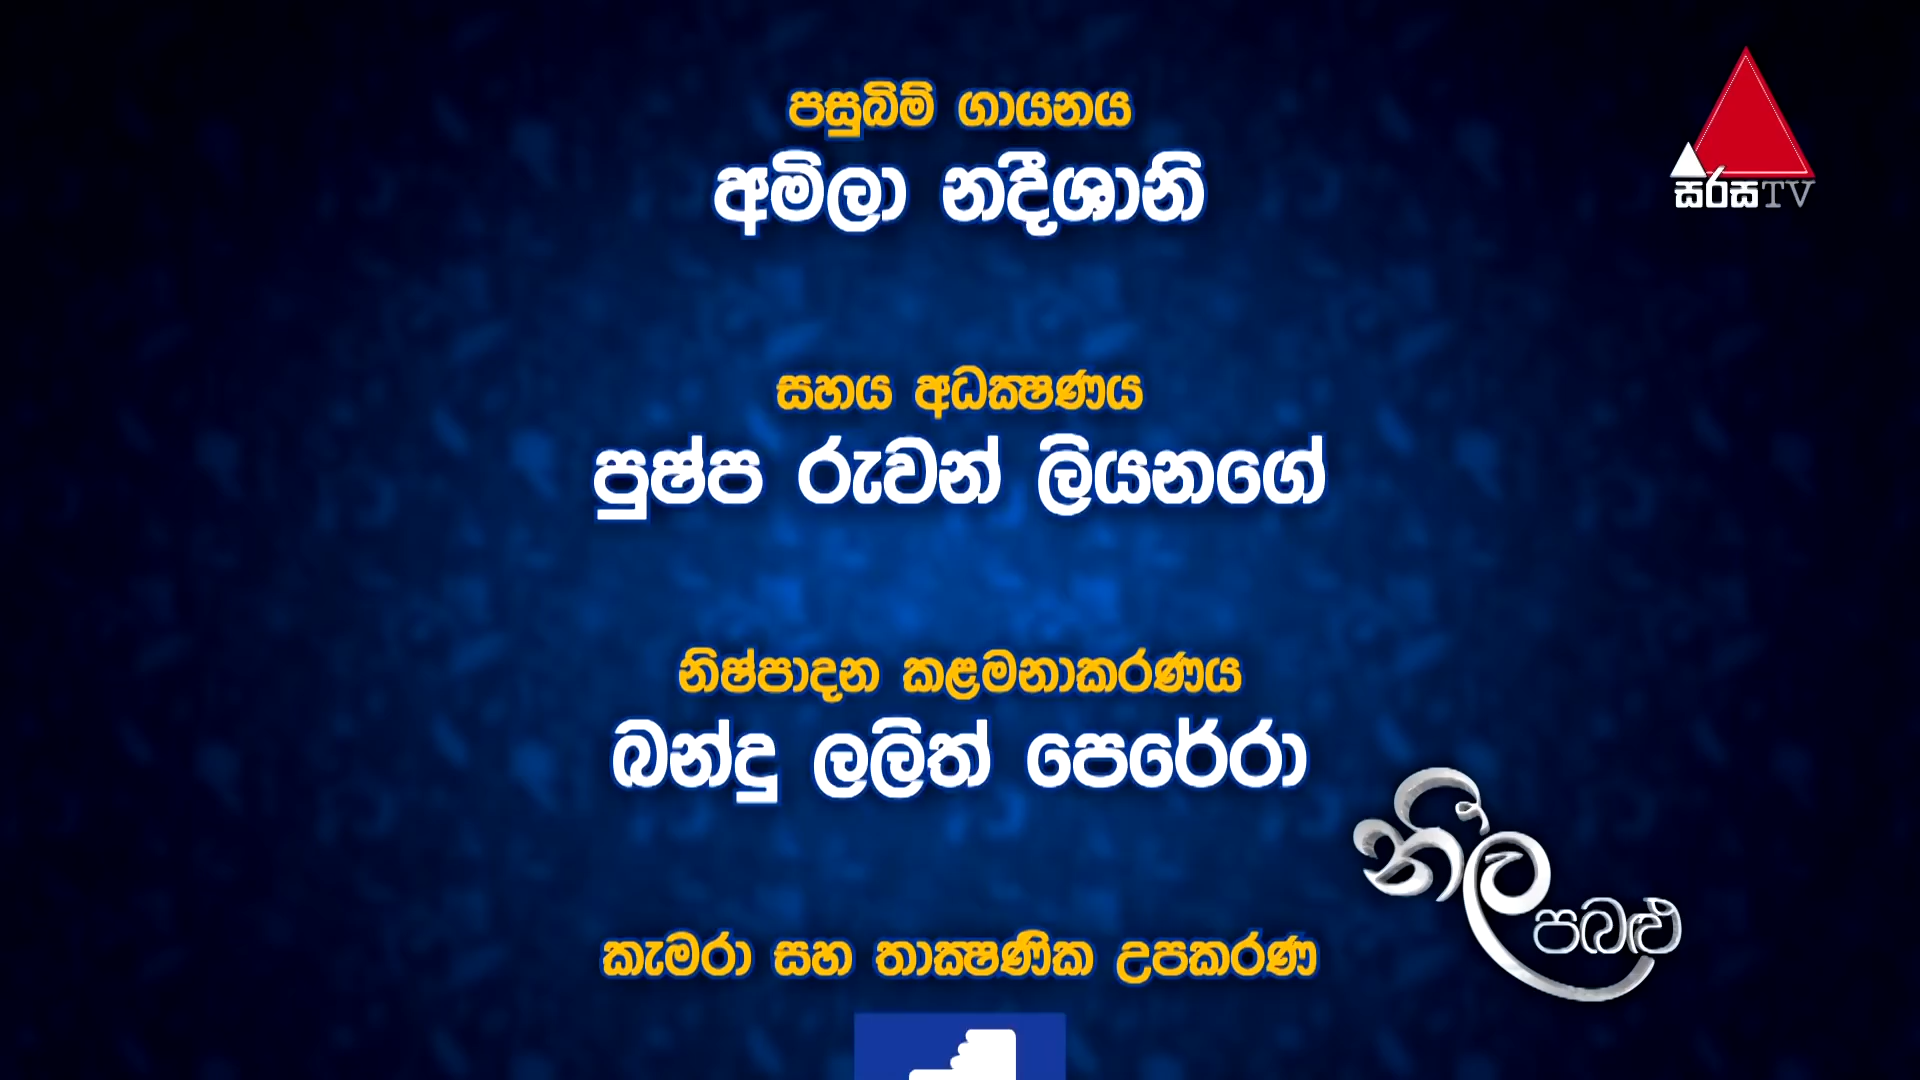 පසුබිම් ගායනය
අමිලා නදීශානි
සරස TV
සහය අධක්ෂණය
පුෂ්ප රුවන් ලියනගේ
නිෂ්පාදන කළමනාකරණය
බන්දු ලලිත් පෙරේරා
නීල
පබළු
කැමරා සහ තාක්ෂණික උපකරණ